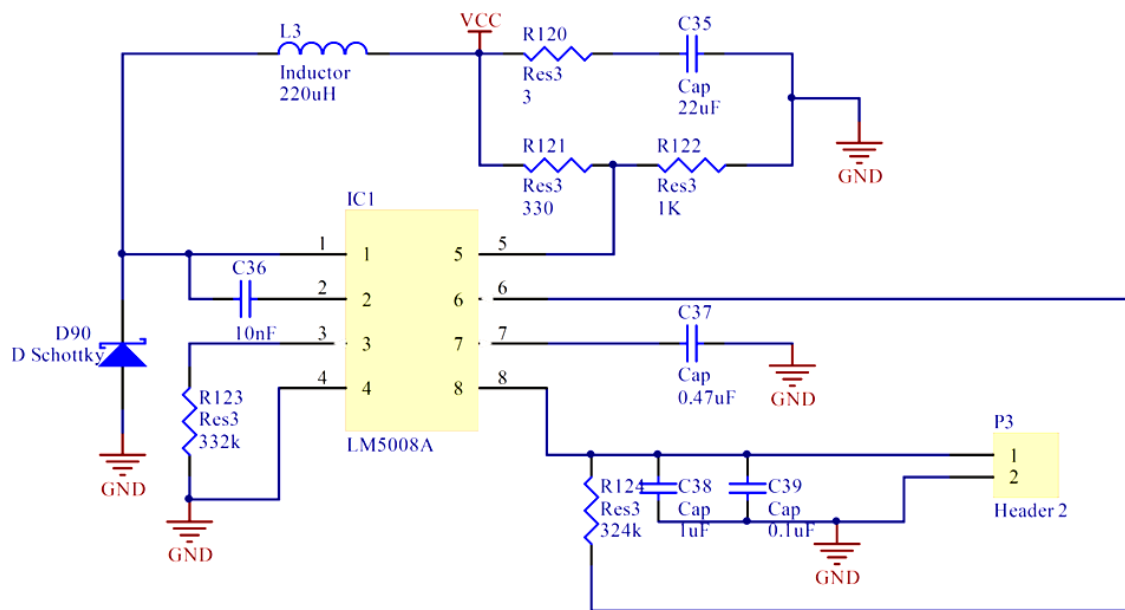 VCC
L3
Inductor
220uH
R120
Res3
3
C35
Cap
22uF
GND
R121
Res3
330
R122
Res3
1K
IC1
1 1
2 2
3 3
4 4
5 5
6 6
7 7
8 8
LM5008A
C36
10nF
D90
D Schottky
GND
R123
Res3
332k
GND
C37
Cap
0.47uF
GND
P3
1
2
Header 2
R124
Res3
324k
C38
Cap
1uF
C39
Cap
0.1uF
GND